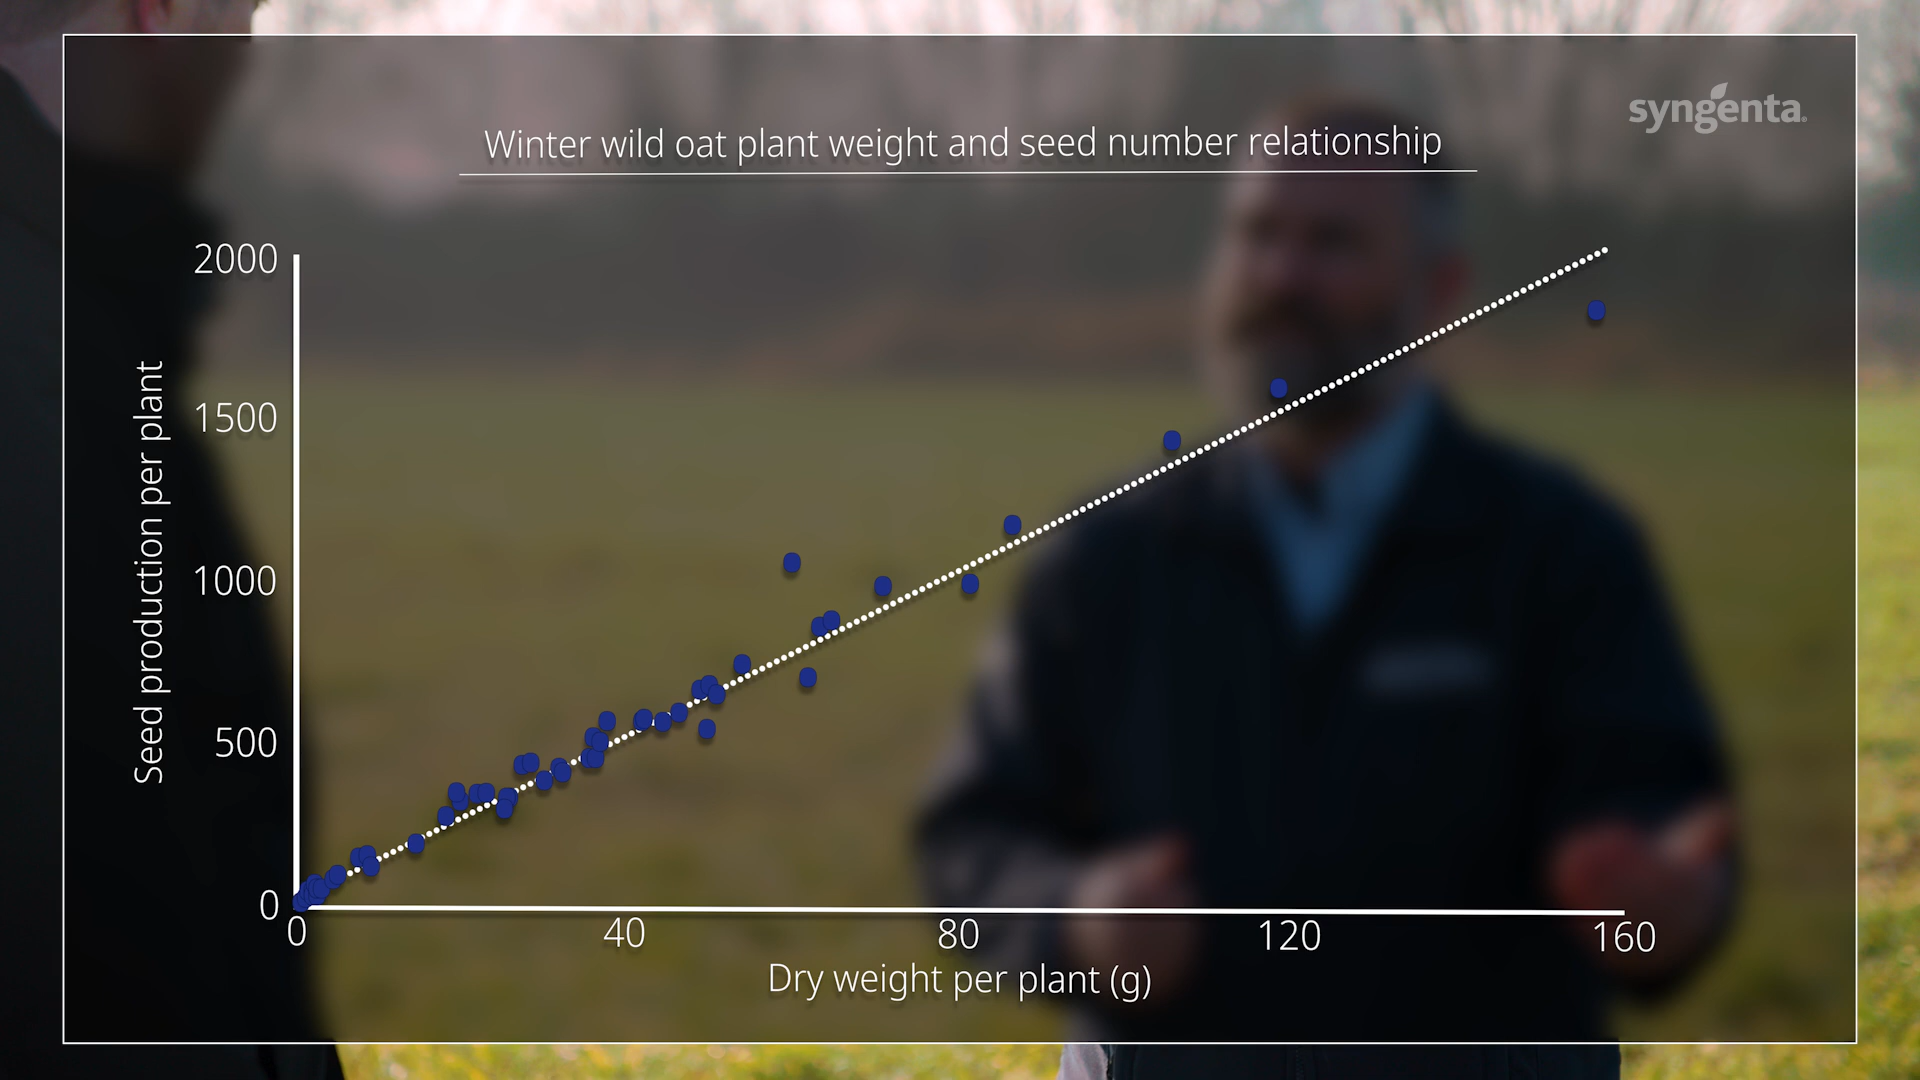 syngenta
Winter wild oat plant weight and seed number relationship
2000
1500
1000
500
0
Seed production per plant
0 40 80 120 160
Dry weight per plant (g)